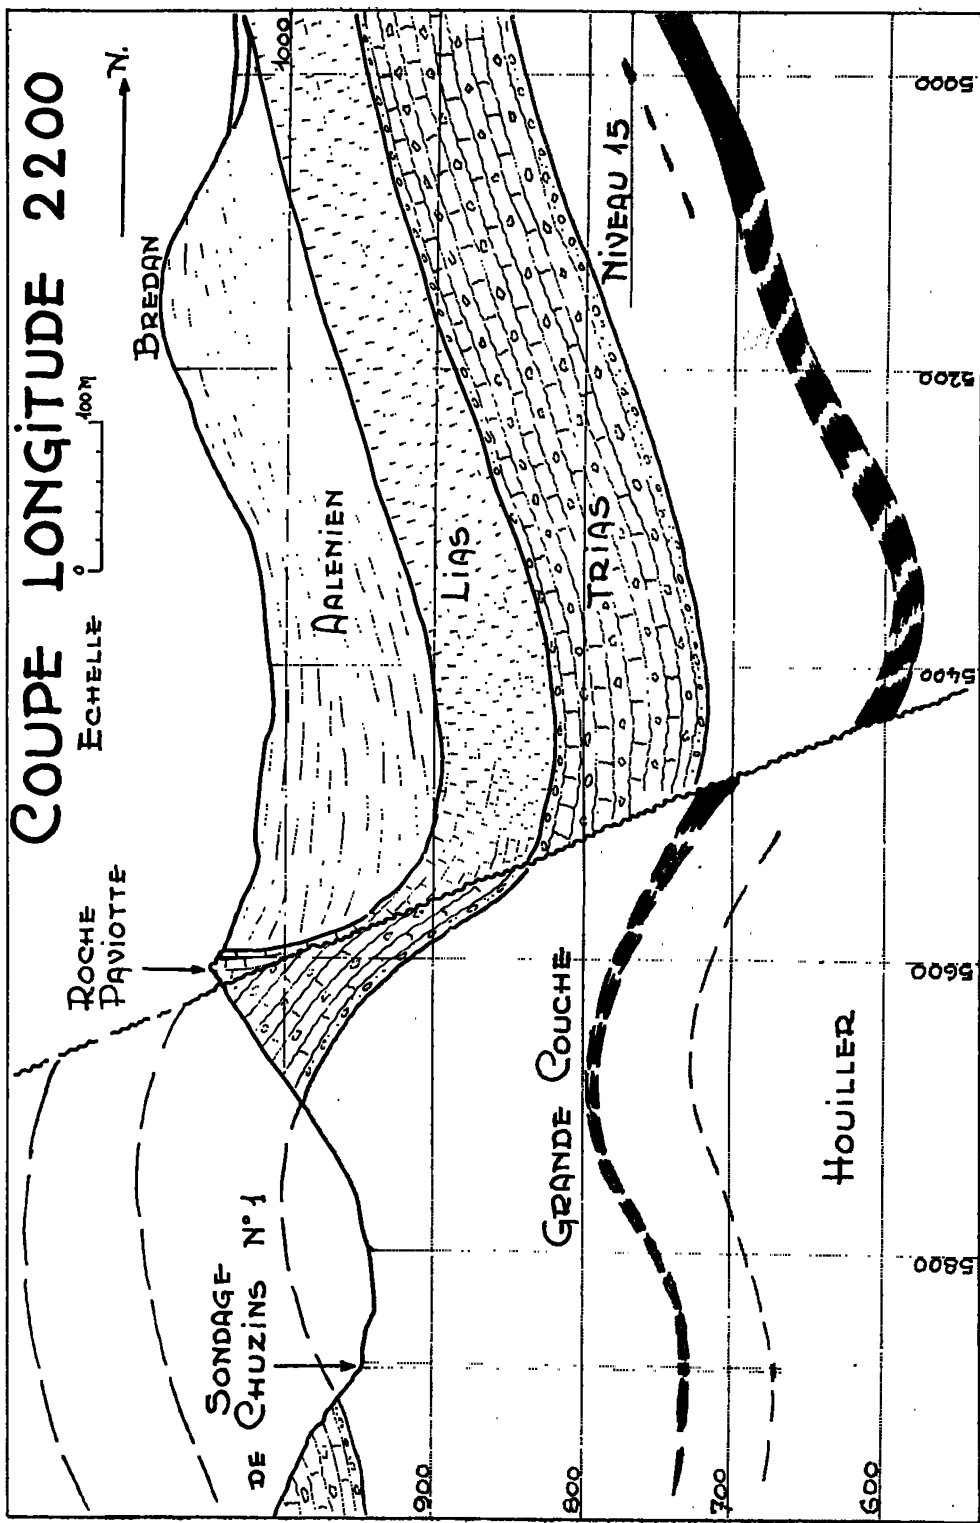 COUPE LONGITUDE 2200
ECHELLE
0
100M
N.
ROCHE
PAVIOTTE
BREDAN
SONDAGE
DE CHUZINS N°1
AALENIEN
LIAS
TRIAS
NIVEAU 15
GRANDE COUCHE
HOUILLER
1000
900
800
700
600
5800
5600
5400
5200
5000